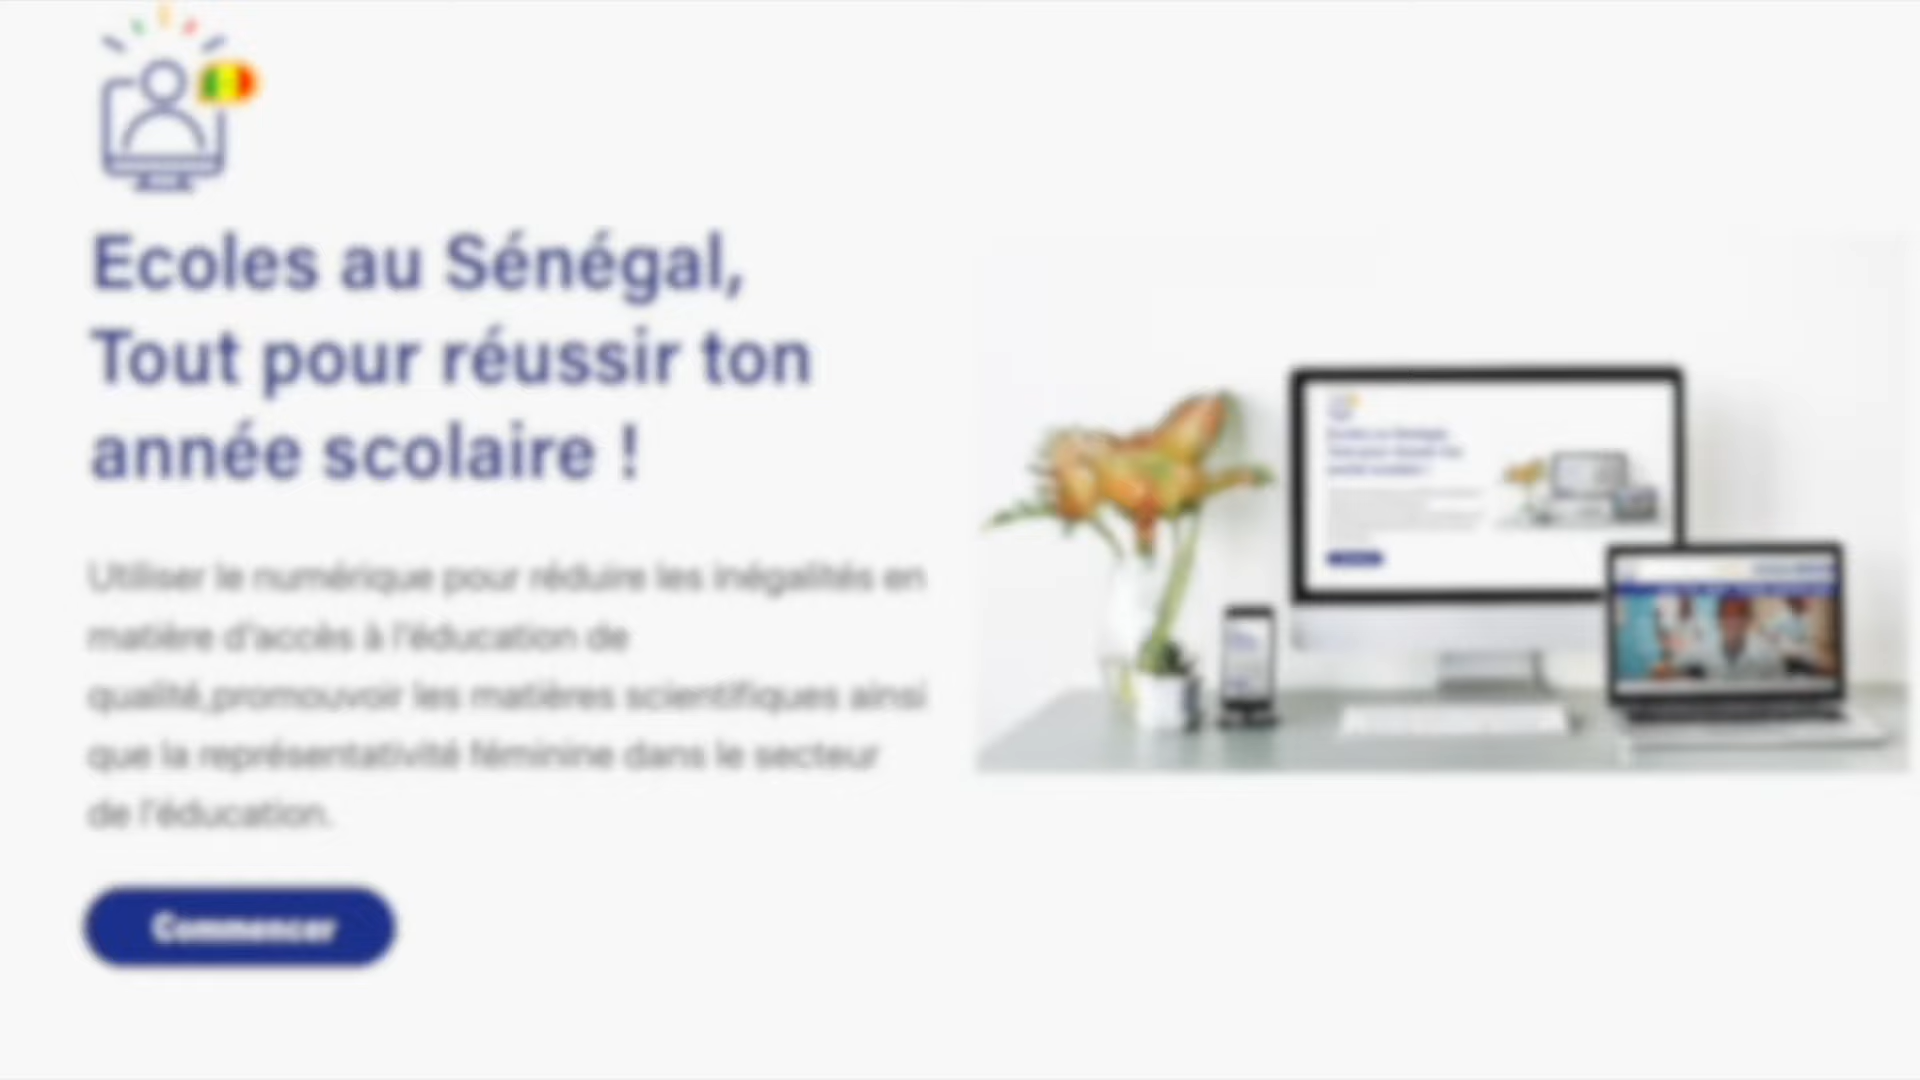 Ecoles au Sénégal,
Tout pour réussir ton
année scolaire !
Utiliser le numérique pour réduire les inégalités en
matière d'accès à l'éducation de
qualité,promouvoir les matières scientifiques ainsi
que la représentativité féminine dans le secteur
de l'éducation.
Commencer